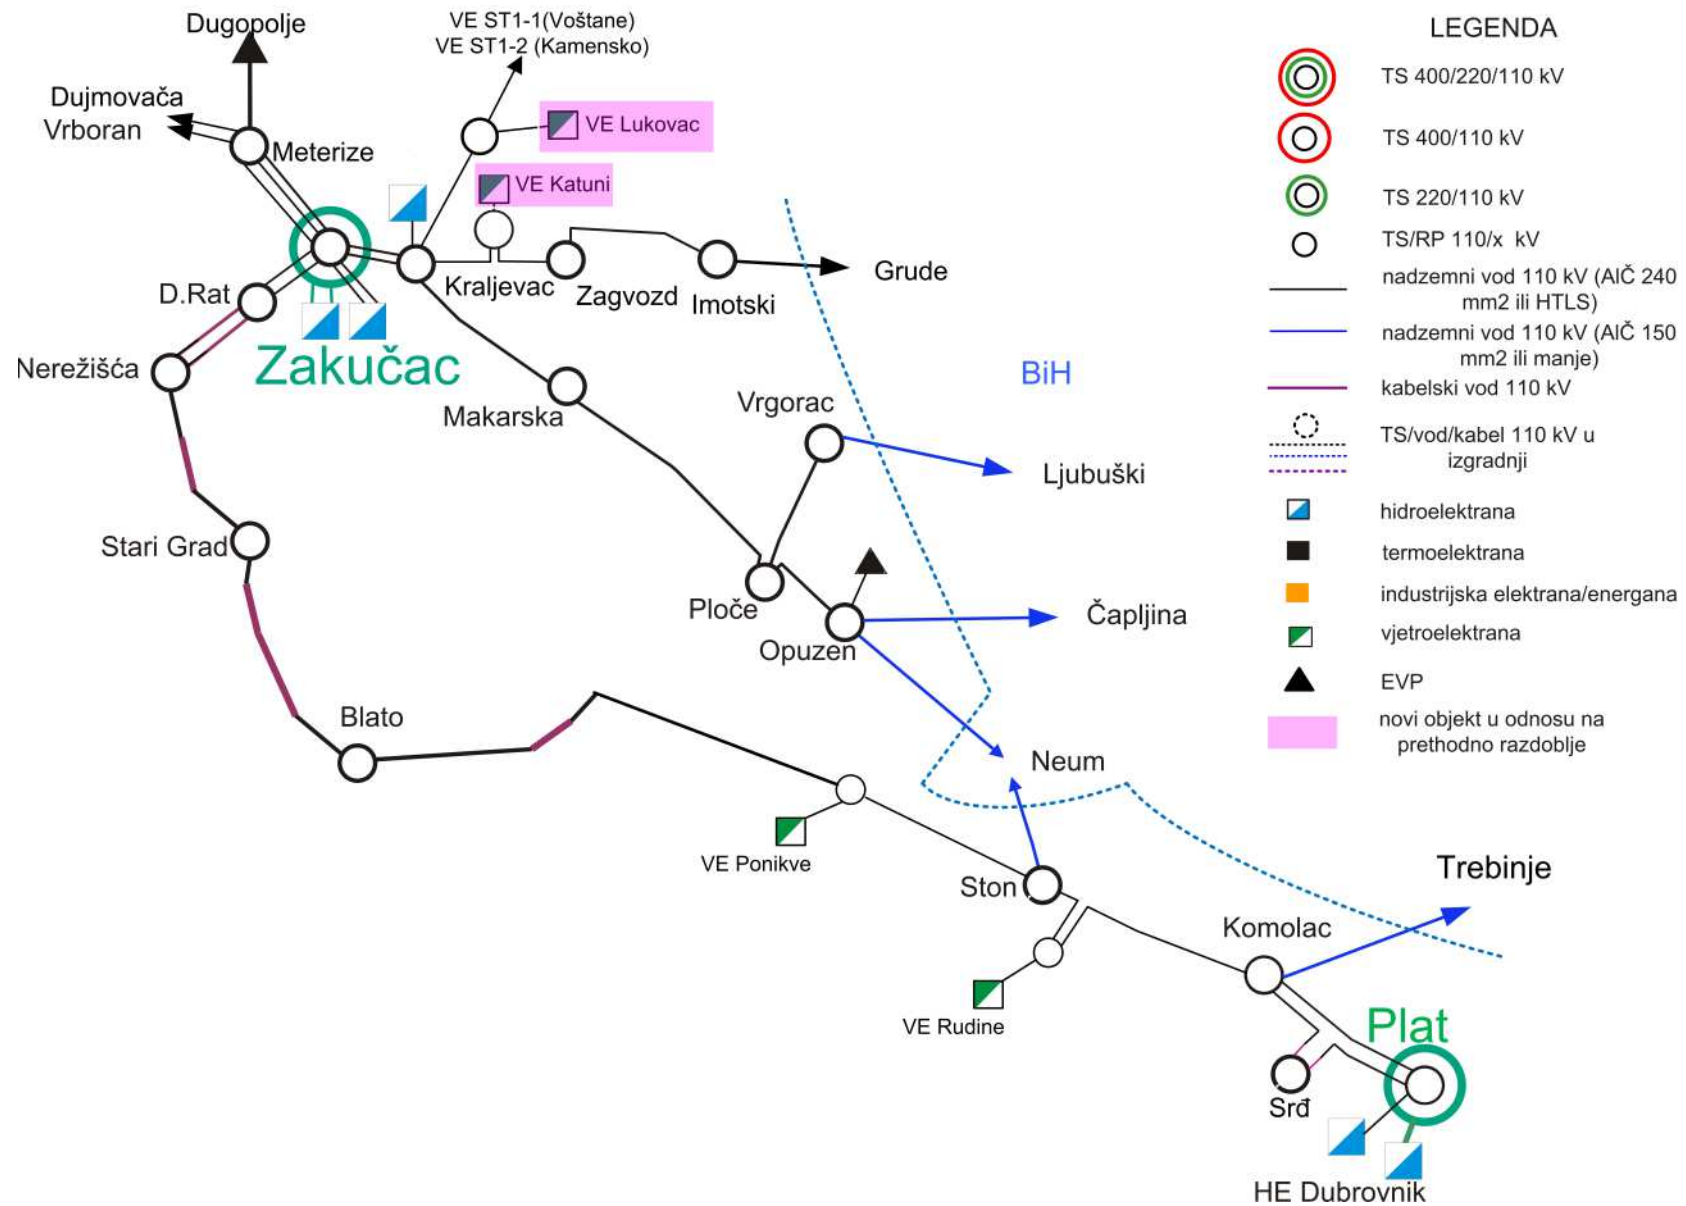 Dugopolje
VE ST1-1(Voštane)
VE ST1-2 (Kamensko)
Dujmovača
Vrboran
Meterize
VE Lukovac
VE Katuni
D.Rat
Kraljevac
Zagvozd
Imotski
Grude
Nerežišća
Zakučac
Makarska
BiH
Vrgorac
Ljubuški
Stari Grad
Ploče
Čapljina
Opuzen
Blato
Neum
VE Ponikve
Ston
Trebinje
Komolac
VE Rudine
Plat
Srđ
HE Dubrovnik
LEGENDA
TS 400/220/110 kV
TS 400/110 kV
TS 220/110 kV
TS/RP 110/x kV
nadzemni vod 110 kV (AlČ 240
mm2 ili HTLS)
nadzemni vod 110 kV (AlČ 150
mm2 ili manje)
kabelski vod 110 kV
TS/vod/kabel 110 kV u
izgradnji
hidroelektrana
termoelektrana
industrijska elektrana/energana
vjetroelektrana
EVP
novi objekt u odnosu na
prethodno razdoblje